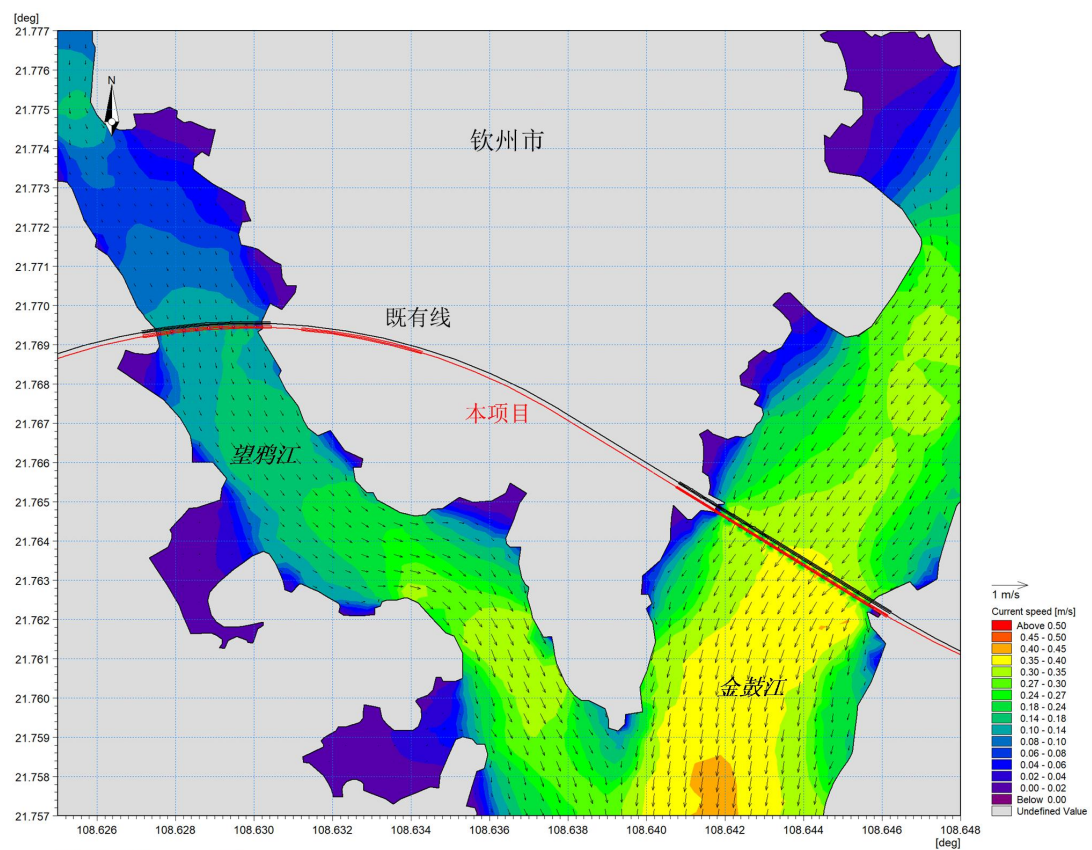 [deg]
21.777
21.776
21.775
21.774
21.773
21.772
21.771
21.770
21.769
21.768
21.767
21.766
21.765
21.764
21.763
21.762
21.761
21.760
21.759
21.758
21.757
N
钦州市
既有线
本项目
望鸦江
金鼓江
108.626 108.628 108.630 108.632 108.634 108.636 108.638 108.640 108.642 108.644 108.646 108.648
[deg]
1 m/s
Current speed [m/s]
Above 0.50
0.45 - 0.50
0.40 - 0.45
0.35 - 0.40
0.30 - 0.35
0.27 - 0.30
0.24 - 0.27
0.18 - 0.24
0.14 - 0.18
0.10 - 0.14
0.08 - 0.10
0.06 - 0.08
0.04 - 0.06
0.02 - 0.04
0.00 - 0.02
Below 0.00
Undefined Value